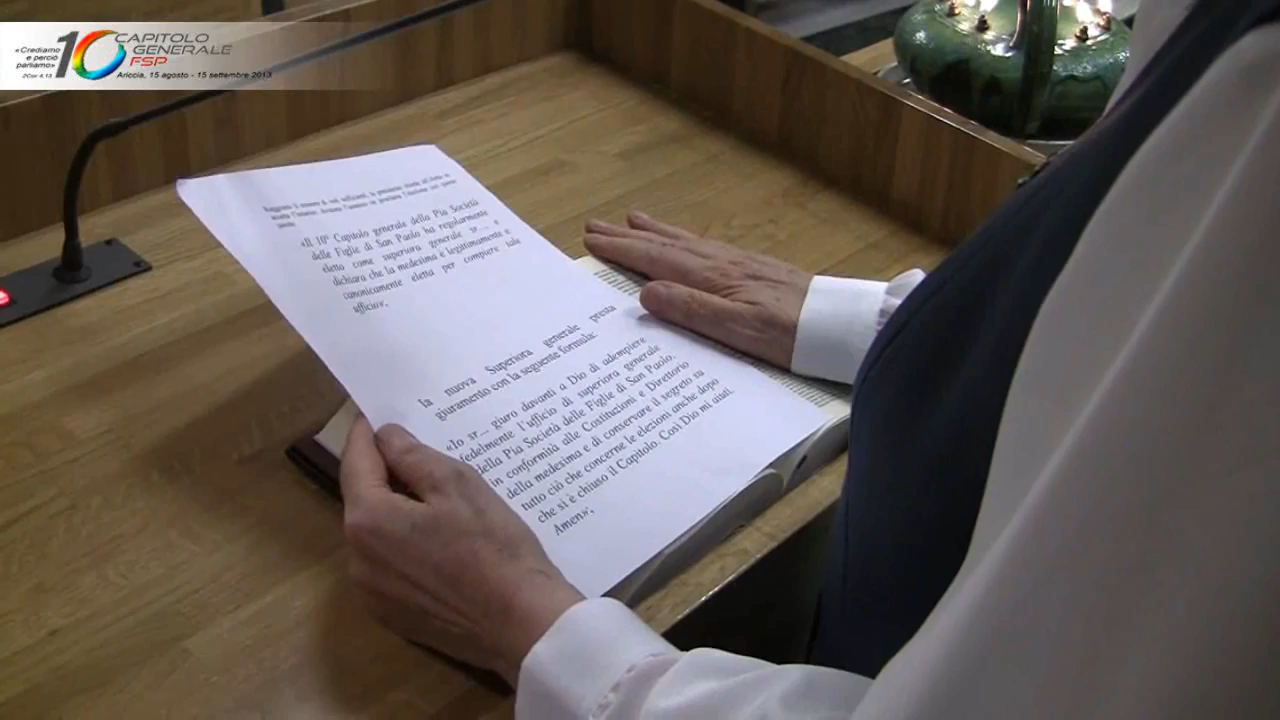 «Crediamo
e perciò
parliamo»
2Cor 4,13
10 CAPITOLO
GENERALE
FSP
Ariccia, 15 agosto - 15 settembre 2013
«Il 10° Capitolo generale della Pia Società
delle Figlie di San Paolo ha regolarmente
eletto come superiora generale sr... e
dichiara che la medesima è legittimamente e
canonicamente eletta per compiere tale
ufficio».
la nuova Superiora generale presta
giuramento con la seguente formula:
«Io sr... giuro davanti a Dio di adempiere
fedelmente l'ufficio di superiora generale
della Pia Società delle Figlie di San Paolo,
in conformità alle Costituzioni e Direttorio
della medesima e di conservare il segreto su
tutto ciò che concerne le elezioni anche dopo
che si è chiuso il Capitolo. Così Dio mi aiuti.
Amen».